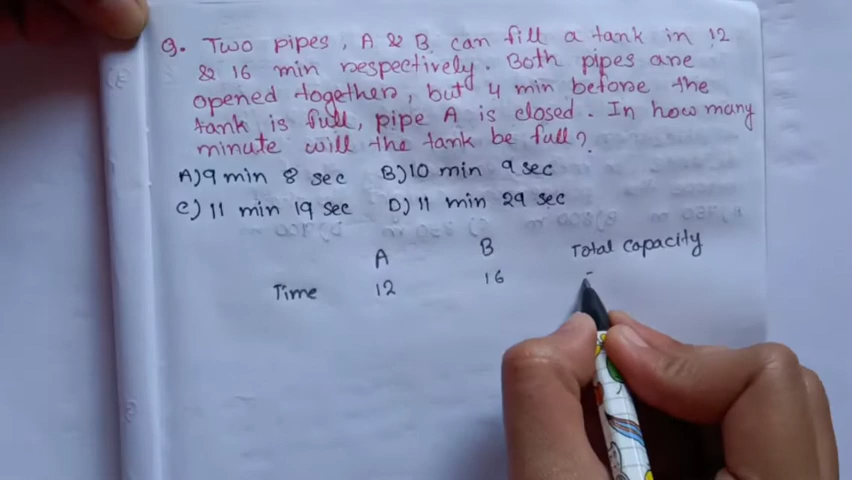 9. Two pipes, A & B can fill a tank in 12
& 16 min respectively. Both pipes are
opened together, but 4 min before the
tank is full, pipe A is closed. In how many
minute will the tank be full?
A) 9 min 8 sec B) 10 min 9 sec
C) 11 min 19 sec D) 11 min 29 sec
A B Total capacity
Time 12 16